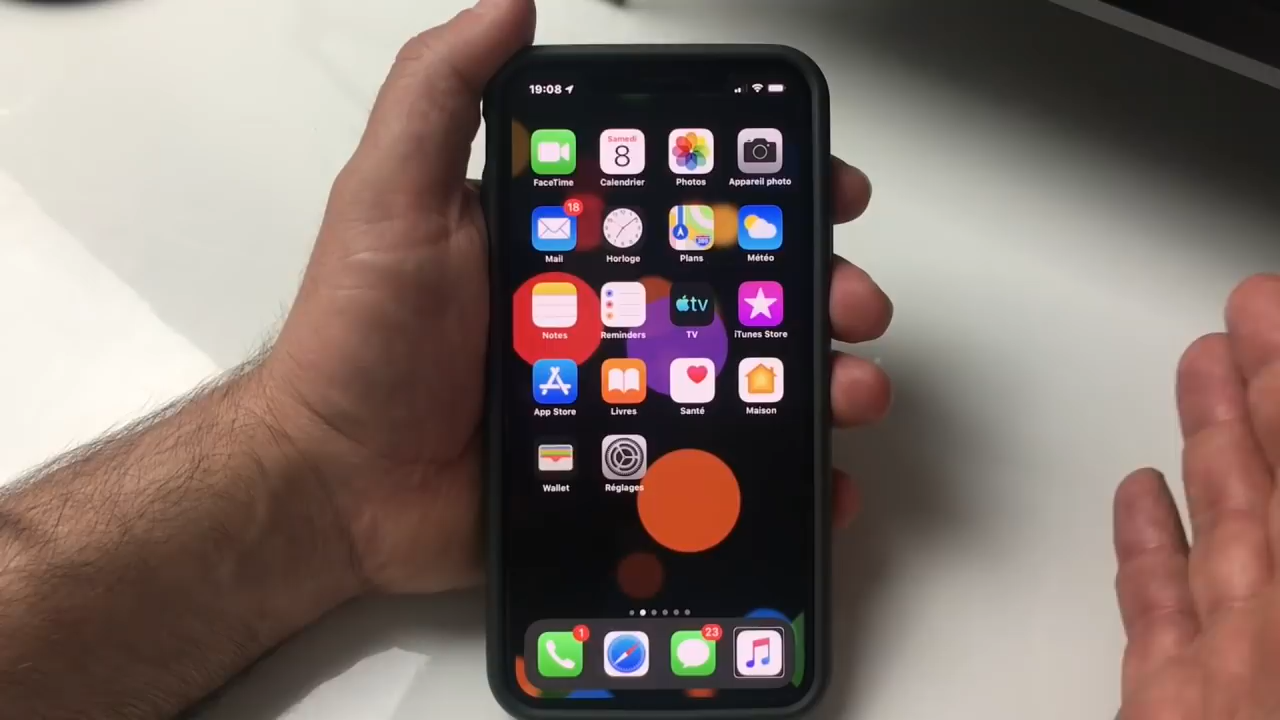 19:08
Samedi
8
FaceTime
Calendrier
Photos
Appareil photo
18
Mail
Horloge
Plans
Météo
tv
Notes
Reminders
TV
iTunes Store
App Store
Livres
Santé
Maison
Wallet
Réglages
1
23